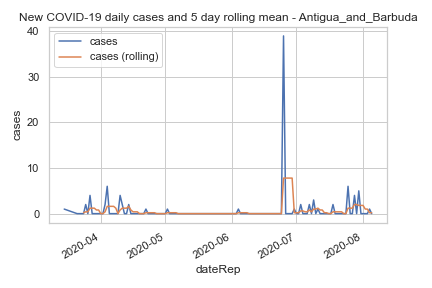 New COVID-19 daily cases and 5 day rolling mean - Antigua_and_Barbuda
cases
cases (rolling)
40
30
20
10
0
cases
2020-04
2020-05
2020-06
2020-07
2020-08
dateRep